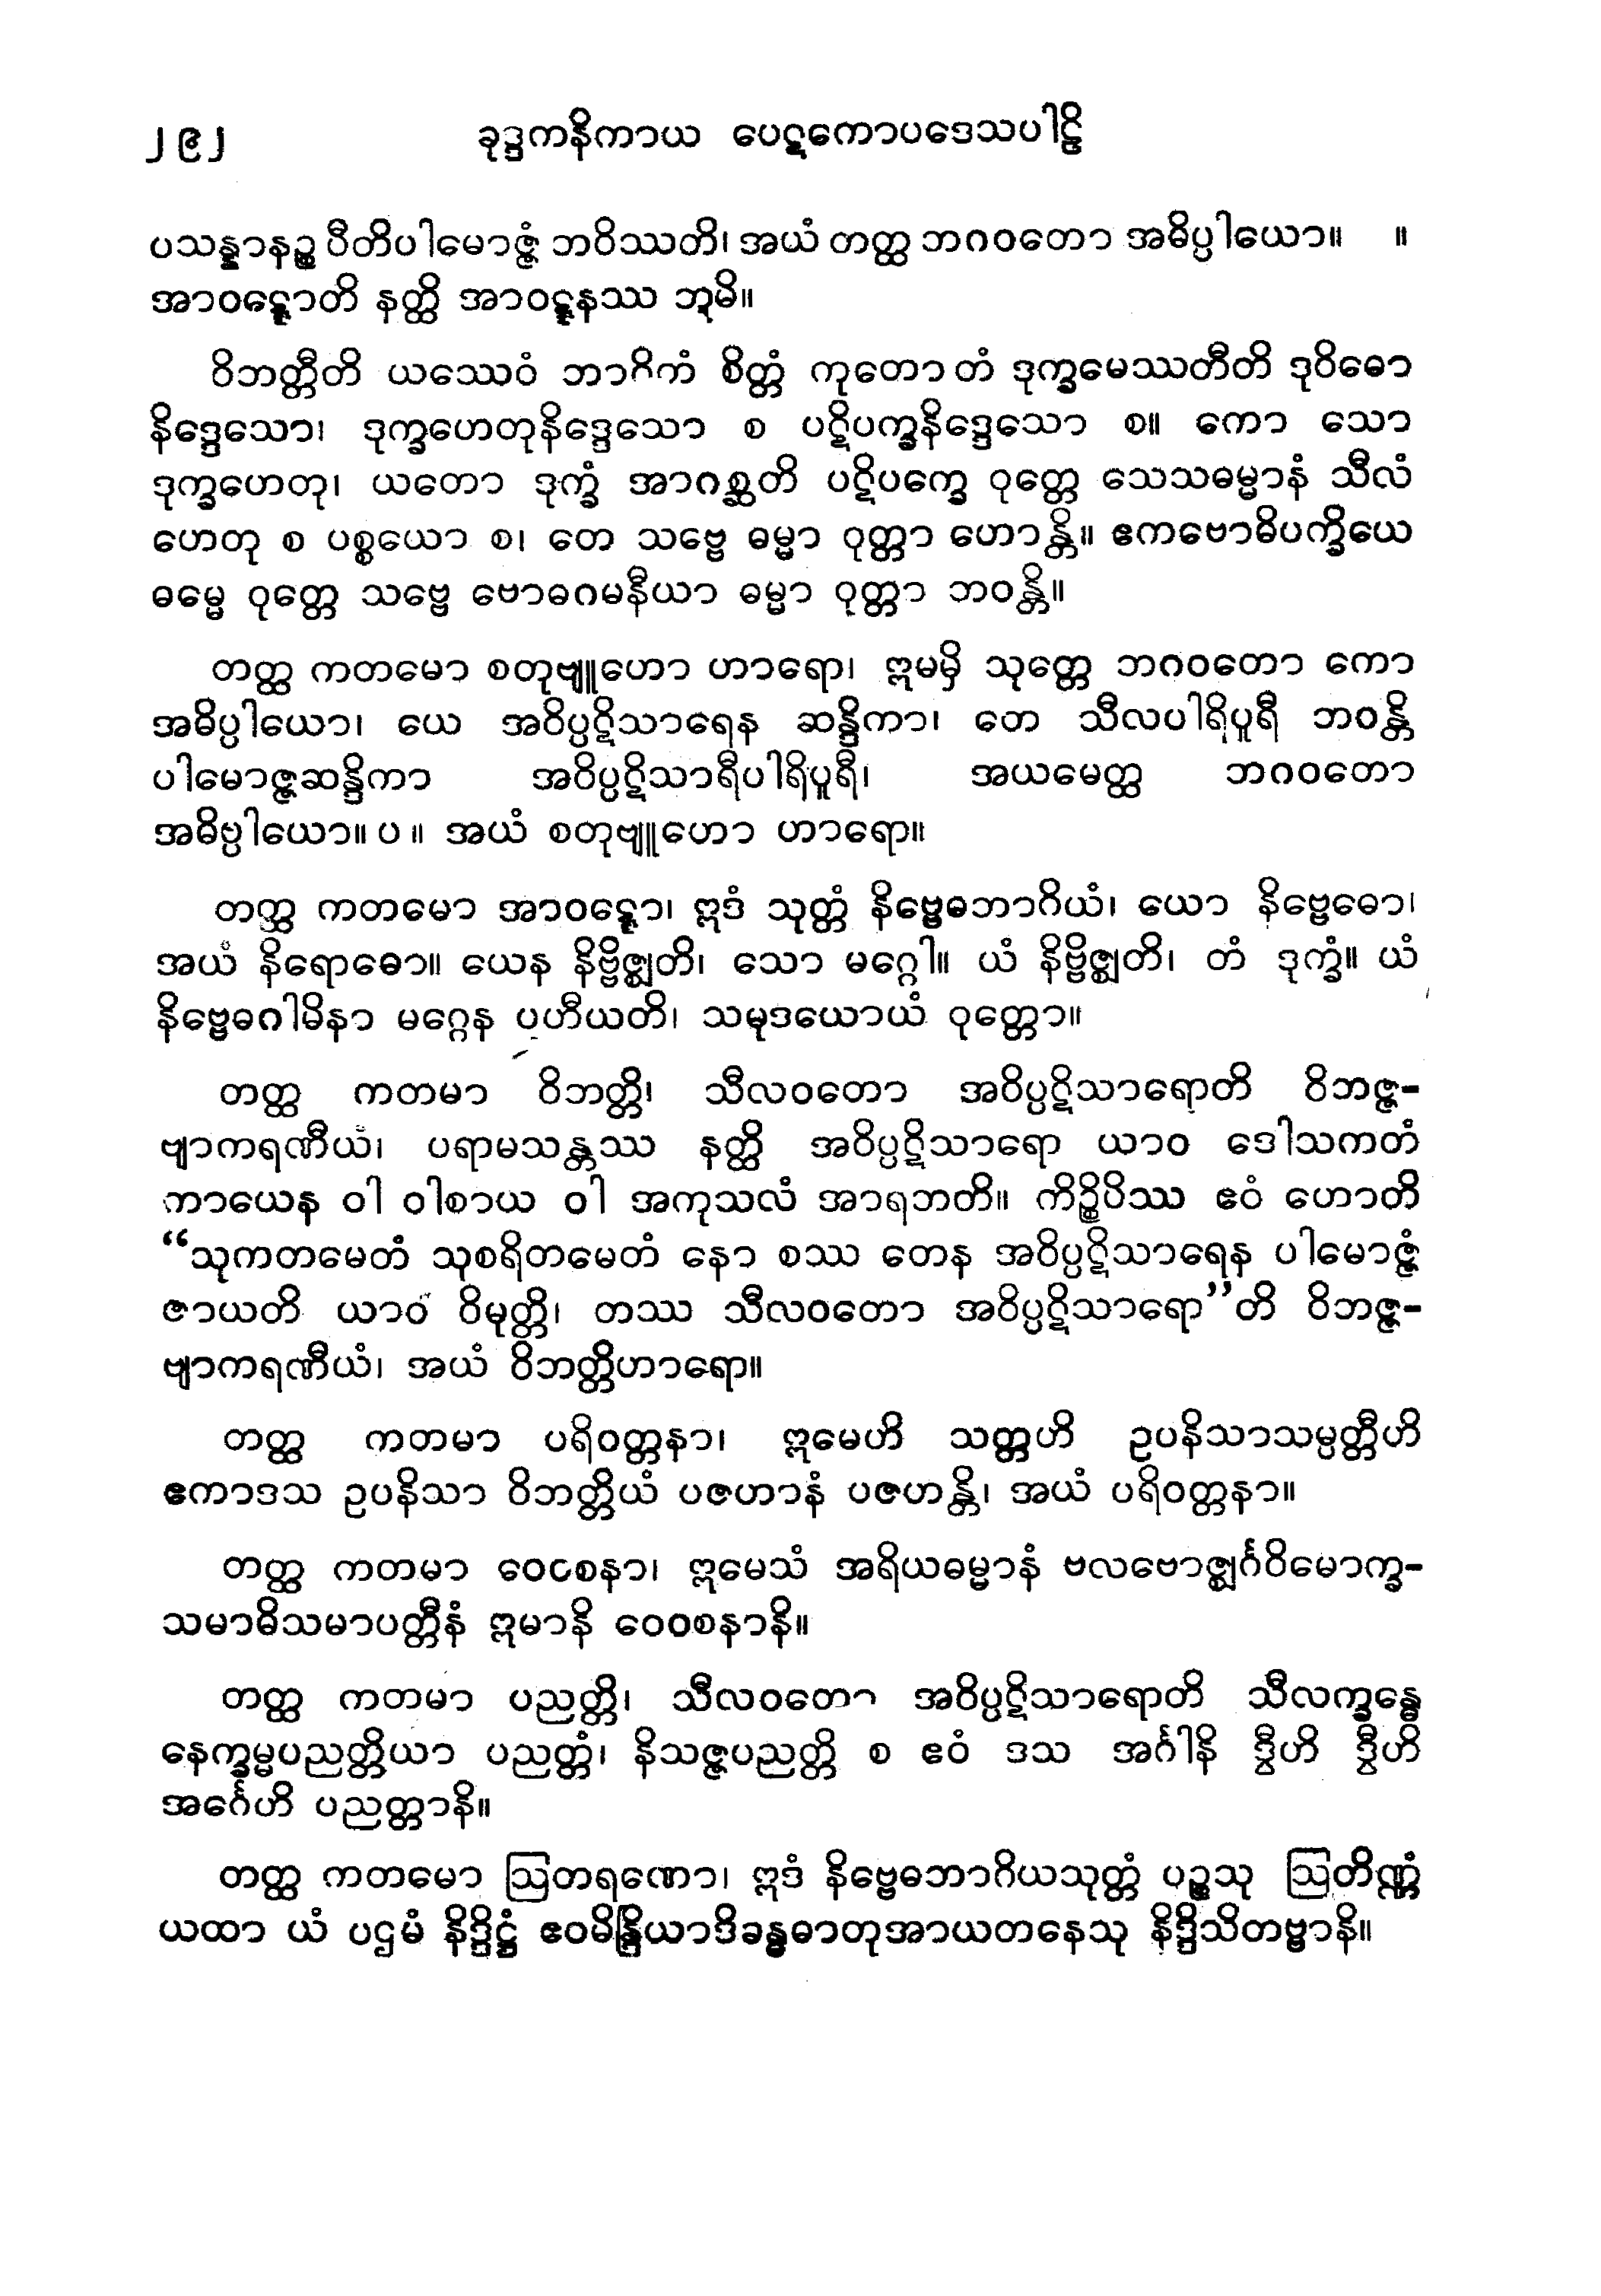 ၂၉၂ ခုဒ္ဒကနိကာယ ပေဋကောပဒေသပါဠိ
ပသန္နာနဉ္စ ပီတိပါမောဇ္ဇံ ဘဝိဿတိ၊ အယံ တတ္ထ ဘဂဝတော အဓိပ္ပါယော။ ။
အာဝဋ္ဋောတိ နတ္ထိ အာဝဋ္ဋနဿ ဘူမိ။
ဝိဘတ္တီတိ ယဿေဝံ ဘာဂိကံ စိတ္တံ ကုတော တံ ဒုက္ခမေဿတီတိ ဒုဝိဓော
နိဒ္ဒေသော၊ ဒုက္ခဟေတုနိဒ္ဒေသော စ ပဋိပက္ခနိဒ္ဒေသော စ။ ကော သော
ဒုက္ခဟေတု၊ ယတော ဒုက္ခံ အာဂစ္ဆတိ ပဋိပက္ခေ ဝုတ္တေ သေသဓမ္မာနံ သီလံ
ဟေတု စ ပစ္စယော စ၊ တေ သဗ္ဗေ ဓမ္မာ ဝုတ္တာ ဟောန္တိ။ ဧကဗောဓိပက္ခိယေ
ဓမ္မေ ဝုတ္တေ သဗ္ဗေ ဗောဓဂမနီယာ ဓမ္မာ ဝုတ္တာ ဘဝန္တိ။
တတ္ထ ကတမော စတုဗျူဟော ဟာရော၊ ဣမမှိ သုတ္တေ ဘဂဝတော ကော
အဓိပ္ပါယော၊ ယေ အဝိပ္ပဋိသာရေန ဆန္ဒိကာ၊ တေ သီလပါရိပူရီ ဘဝန္တိ
ပါမောဇ္ဇဆန္ဒိကာ အဝိပ္ပဋိသာရီပါရိပူရီ၊ အယမေတ္ထ ဘဂဝတော
အဓိပ္ပါယော။ ပ ။ အယံ စတုဗျူဟော ဟာရော။
တတ္ထ ကတမော အာဝဋ္ဋော၊ ဣဒံ သုတ္တံ နိဗ္ဗေဓဘာဂိယံ၊ ယော နိဗ္ဗေဓော၊
အယံ နိရောဓော။ ယေန နိဗ္ဗိဇ္ဈတိ၊ သော မဂ္ဂေါ။ ယံ နိဗ္ဗိဇ္ဈတိ၊ တံ ဒုက္ခံ။ ယံ
နိဗ္ဗေဓဂါမိနာ မဂ္ဂေန ပဟီယတိ၊ သမုဒယောယံ ဝုတ္တော။
တတ္ထ ကတမာ ဝိဘတ္တိ၊ သီလဝတော အဝိပ္ပဋိသာရောတိ ဝိဘဇ္ဇ-
ဗျာကရဏီယံ၊ ပရာမသန္တဿ နတ္ထိ အဝိပ္ပဋိသာရော ယာဝ ဒေါသကတံ
ကာယေန ဝါ ဝါစာယ ဝါ အကုသလံ အာရဘတိ။ ကိဉ္စိပိဿ ဧဝံ ဟောတိ
“သုကတမေတံ သုစရိတမေတံ နော စဿ တေန အဝိပ္ပဋိသာရေန ပါမောဇ္ဇံ
ဇာယတိ ယာဝ ဝိမုတ္တိ၊ တဿ သီလဝတော အဝိပ္ပဋိသာရော”တိ ဝိဘဇ္ဇ-
ဗျာကရဏီယံ၊ အယံ ဝိဘတ္တိဟာရော။
တတ္ထ ကတမာ ပရိဝတ္တနာ၊ ဣမေဟိ သတ္တဟိ ဥပနိသာသမ္ပတ္တီဟိ
ဧကာဒသ ဥပနိသာ ဝိဘတ္တိယံ ပဇဟာနံ ပဇဟန္တိ၊ အယံ ပရိဝတ္တနာ။
တတ္ထ ကတမာ ဝေဝစနာ၊ ဣမေသံ အရိယဓမ္မာနံ ဗလဗောဇ္ဈင်္ဂဝိမောက္ခ-
သမာဓိသမာပတ္တီနံ ဣမာနိ ဝေဝစနာနိ။
တတ္ထ ကတမာ ပညတ္တိ၊ သီလဝတော အဝိပ္ပဋိသာရောတိ သီလက္ခန္ဓေ
နေက္ခမ္မပညတ္တိယာ ပညတ္တံ၊ နိသဇ္ဇပညတ္တိ စ ဧဝံ ဒသ အင်္ဂါနိ ဒွီဟိ ဒွီဟိ
အင်္ဂေဟိ ပညတ္တာနိ။
တတ္ထ ကတမော ဩတရဏော၊ ဣဒံ နိဗ္ဗေဓဘာဂိယသုတ္တံ ပဉ္စသု ဩတိဏ္ဏံ
ယထာ ယံ ပဌမံ နိဒ္ဒိဋ္ဌံ ဧဝမိန္ဒြိယာဒိခန္ဓဓာတုအာယတနေသု နိဒ္ဒိသိတဗ္ဗာနိ။